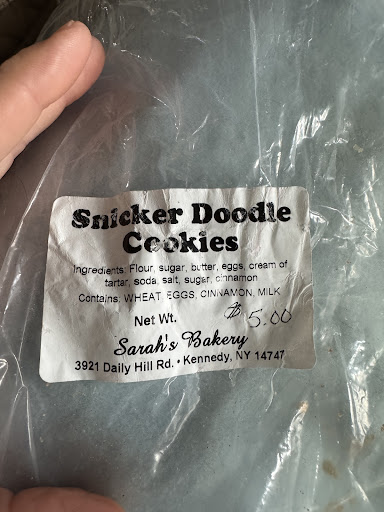 Snicker Doodle
Cookies
Ingredients: Flour, sugar, butter, eggs, cream of
tartar, soda, salt, sugar, cinnamon
Contains: WHEAT, EGGS, CINNAMON, MILK
Net Wt. $ 5.00
Sarah's Bakery
3921 Daily Hill Rd. • Kennedy, NY 14747